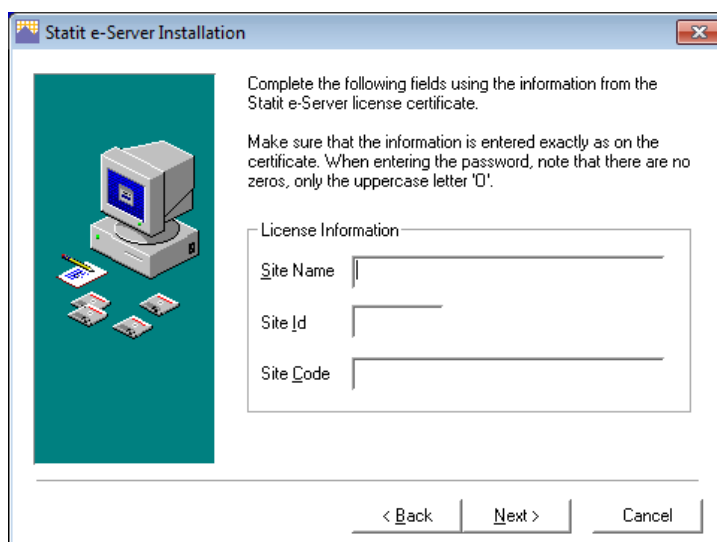 Statit e-Server Installation
Complete the following fields using the information from the
Statit e-Server license certificate.
Make sure that the information is entered exactly as on the
certificate. When entering the password, note that there are no
zeros, only the uppercase letter 'O'.
License Information
Site Name
Site Id
Site Code
< Back
Next >
Cancel